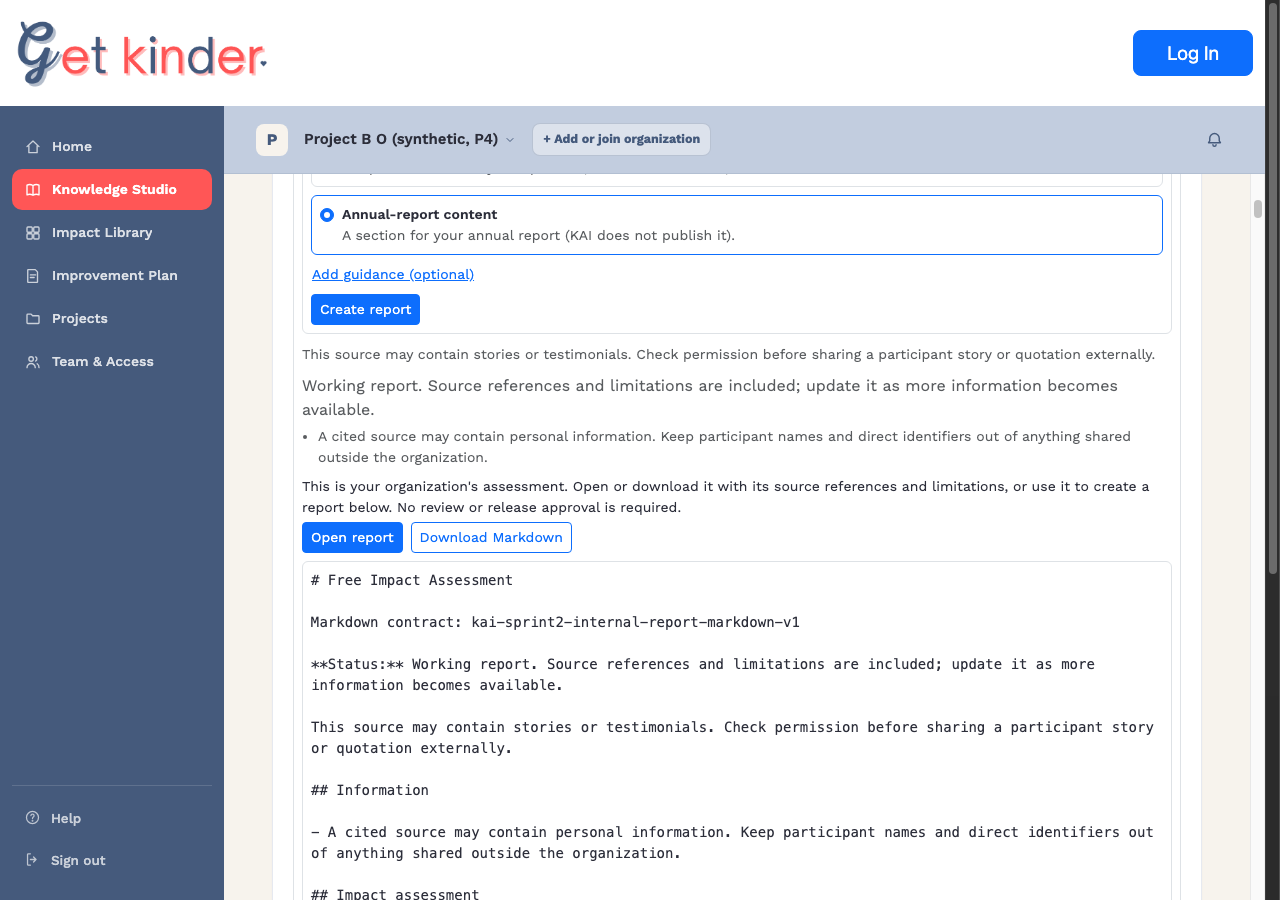 Get kinder
Log In
Home
Knowledge Studio
Impact Library
Improvement Plan
Projects
Team & Access
Help
Sign out
P
Project B O (synthetic, P4)
+ Add or join organization
Annual-report content
A section for your annual report (KAI does not publish it).
Add guidance (optional)
Create report
This source may contain stories or testimonials. Check permission before sharing a participant story or quotation externally.
Working report. Source references and limitations are included; update it as more information becomes
available.
• A cited source may contain personal information. Keep participant names and direct identifiers out of anything shared
outside the organization.
This is your organization's assessment. Open or download it with its source references and limitations, or use it to create a
report below. No review or release approval is required.
Open report
Download Markdown
# Free Impact Assessment
Markdown contract: kai-sprint2-internal-report-markdown-v1
**Status:** Working report. Source references and limitations are included; update it as more
information becomes available.
This source may contain stories or testimonials. Check permission before sharing a participant story
or quotation externally.
## Information
- A cited source may contain personal information. Keep participant names and direct identifiers out
of anything shared outside the organization.
## Impact assessment